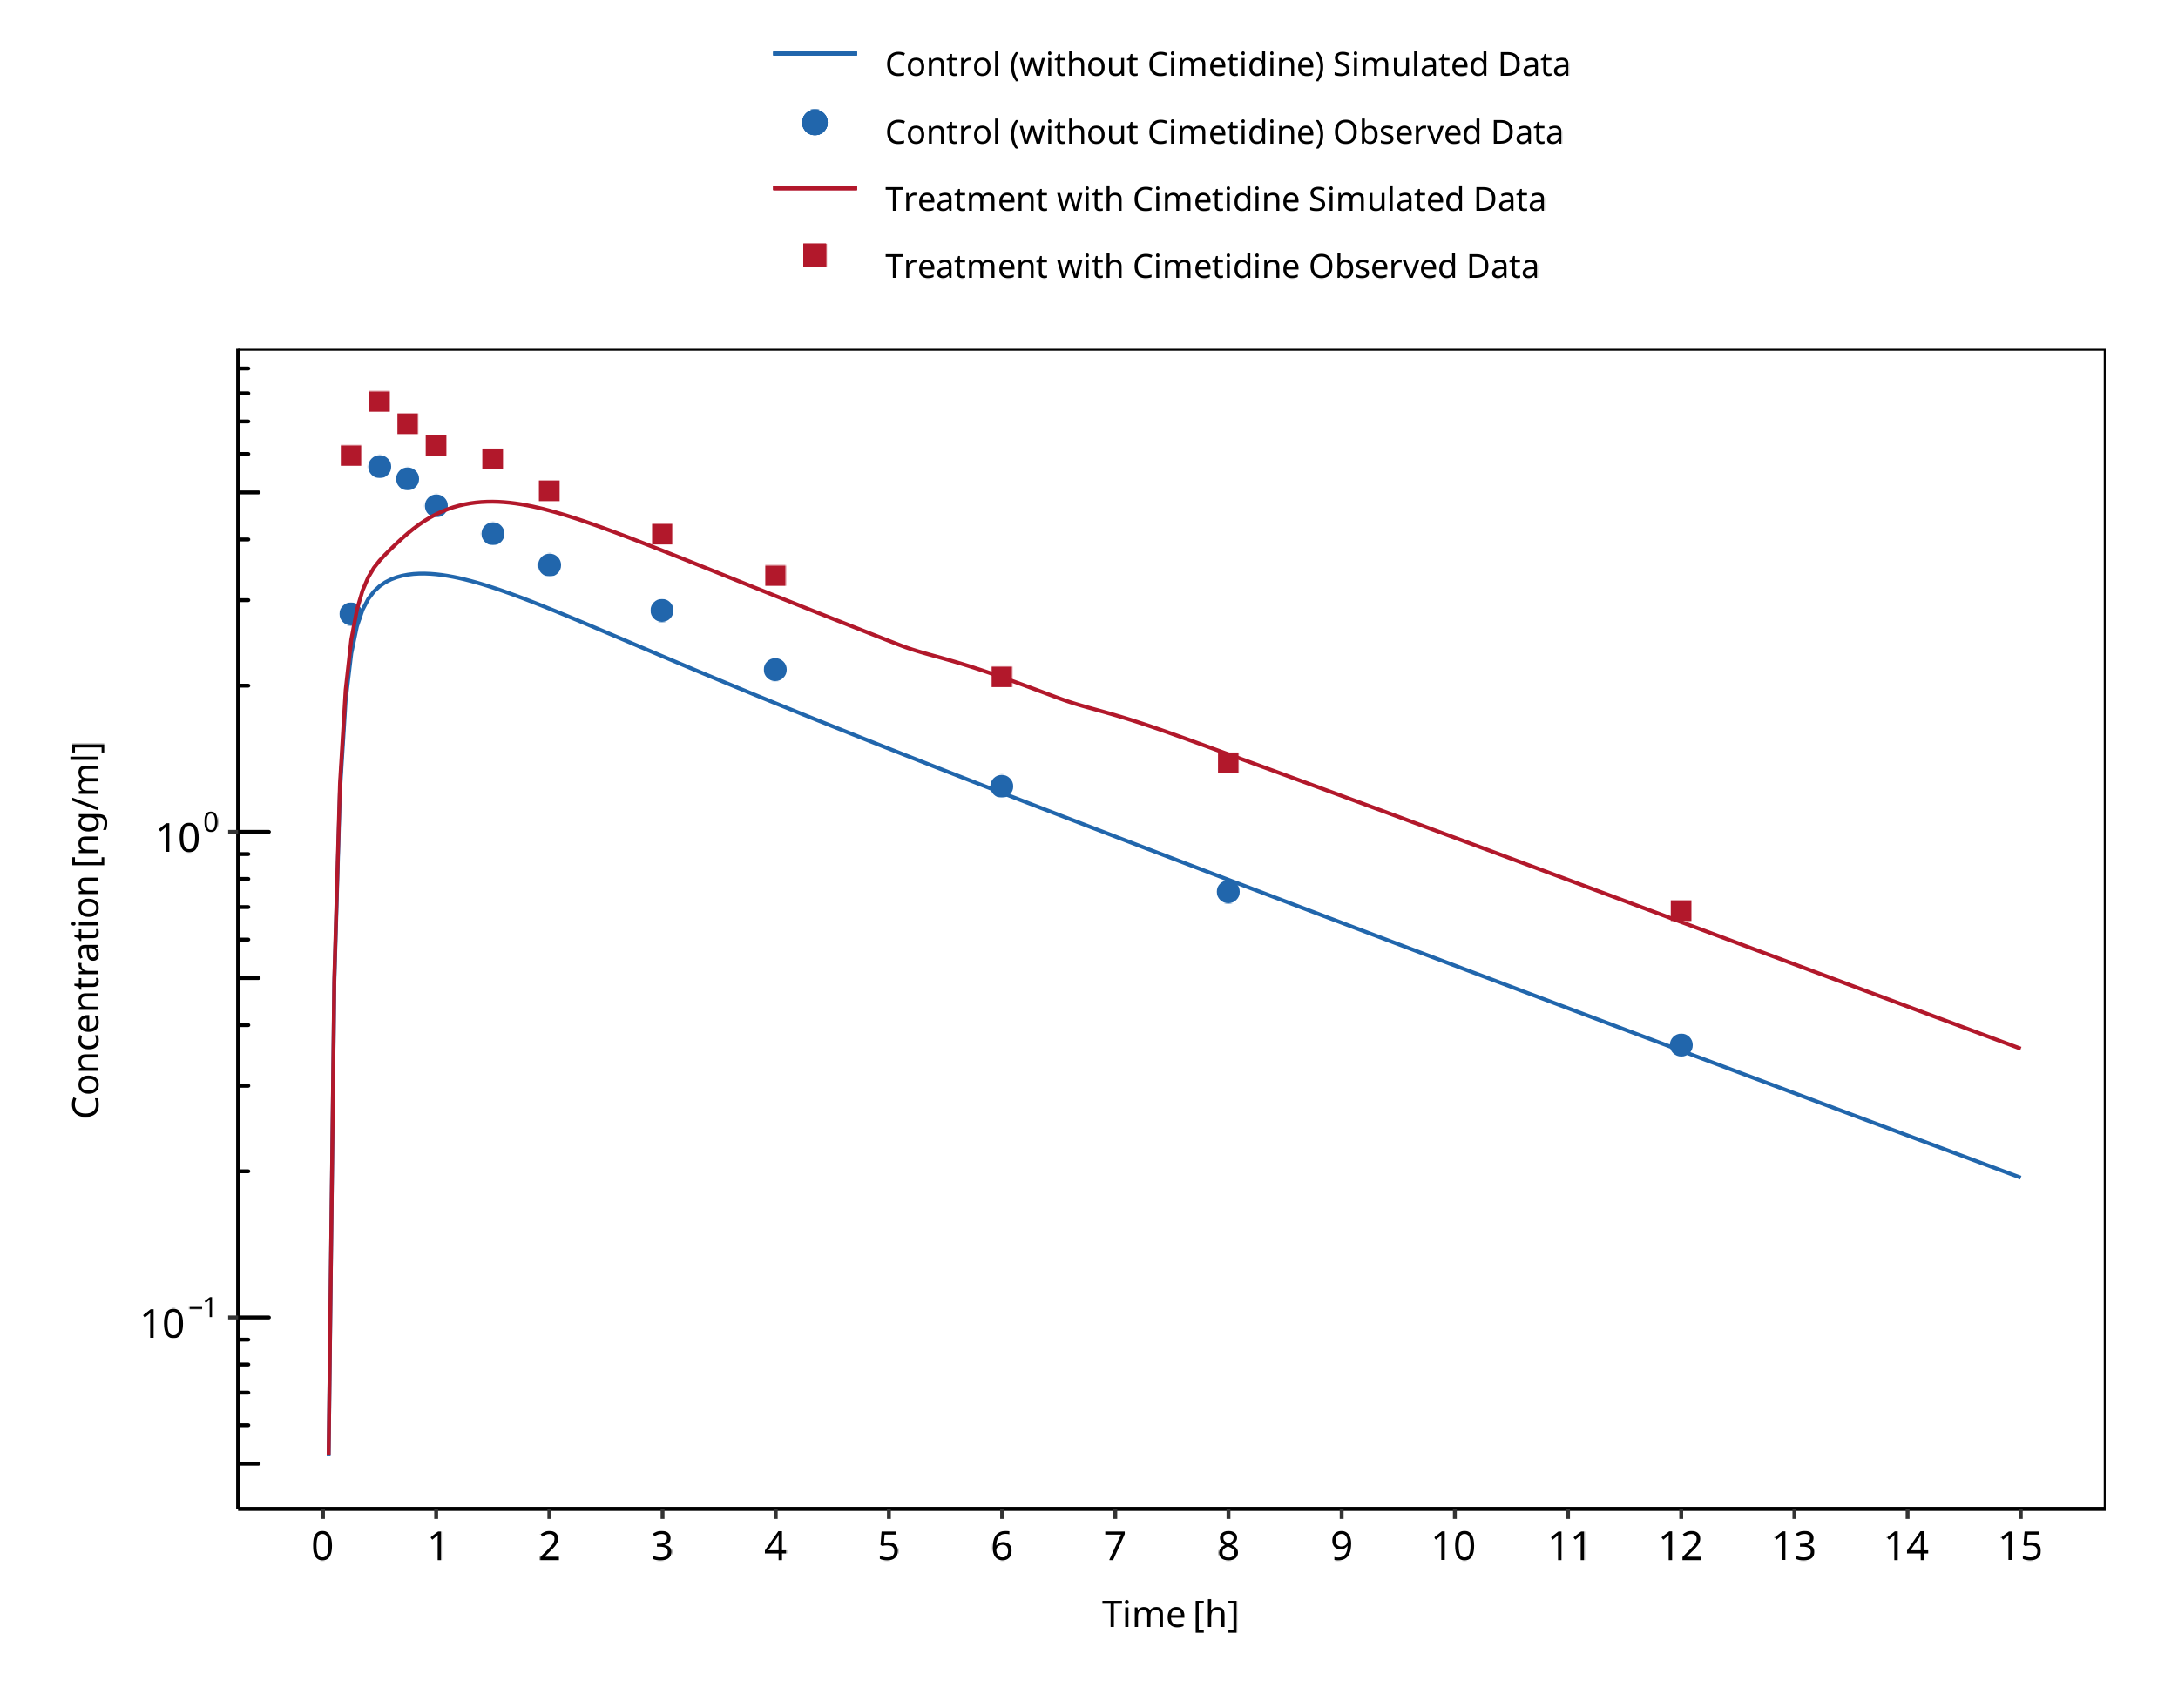 Control (without Cimetidine) Simulated Data
Control (without Cimetidine) Observed Data
Treatment with Cimetidine Simulated Data
Treatment with Cimetidine Observed Data
Concentration [ng/ml]
10⁰
10⁻¹
0 1 2 3 4 5 6 7 8 9 10 11 12 13 14 15
Time [h]